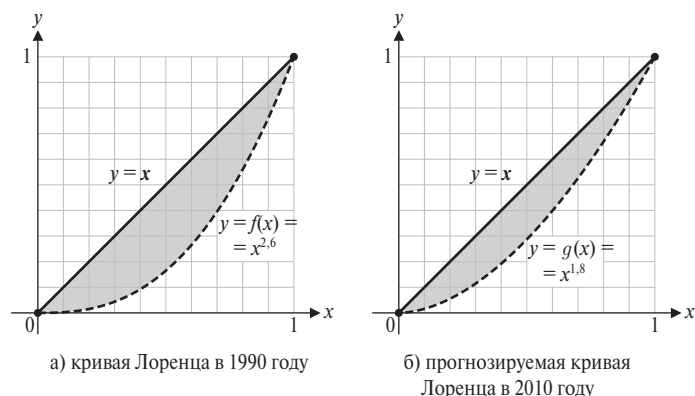 y
1
y = x
y = f(x) =
= x^2,6
0
1
x
а) кривая Лоренца в 1990 году
y
1
y = x
y = g(x) =
= x^1,8
0
1
x
б) прогнозируемая кривая
Лоренца в 2010 году